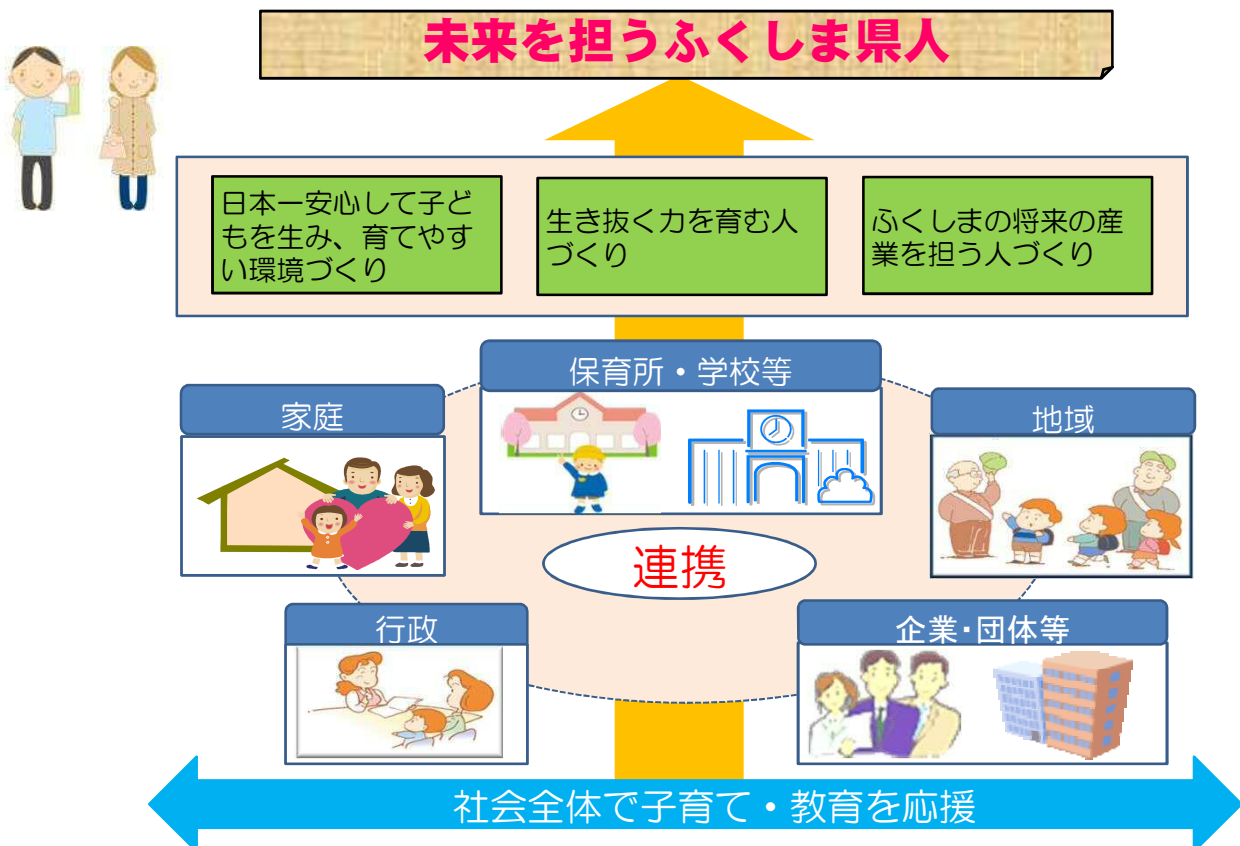 未来を担うふくしま県人
日本一安心して子ど
もを生み、育てやす
い環境づくり
生き抜く力を育む人
づくり
ふくしまの将来の産
業を担う人づくり
保育所・学校等
家庭
地域
連携
行政
企業・団体等
社会全体で子育て・教育を応援